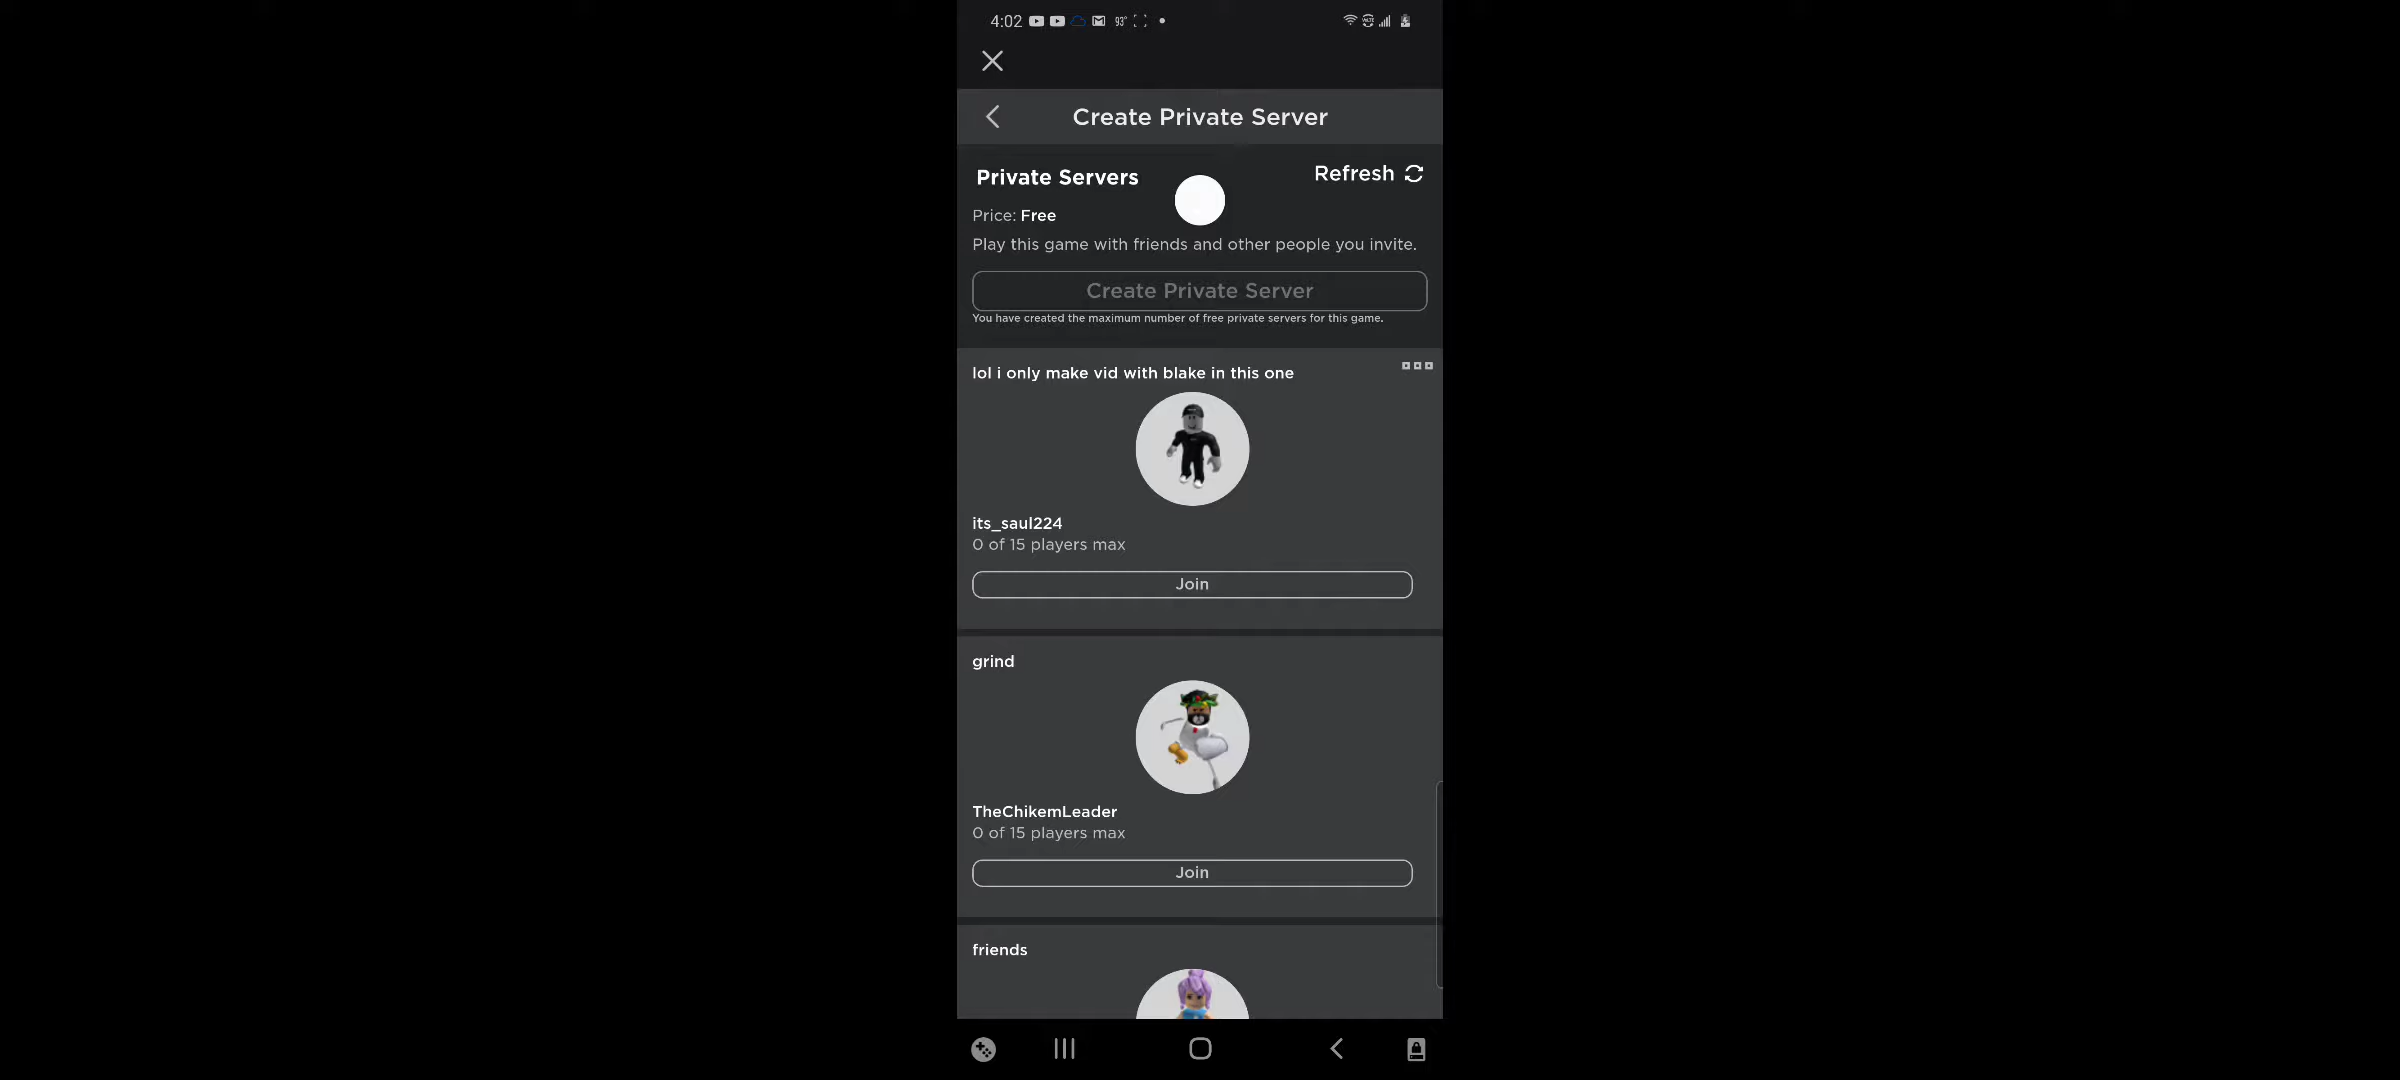 4:02 93°
Create Private Server
Private Servers
Refresh
Price: Free
Play this game with friends and other people you invite.
Create Private Server
You have created the maximum number of free private servers for this game.
lol i only make vid with blake in this one
its_saul224
0 of 15 players max
Join
grind
TheChikemLeader
0 of 15 players max
Join
friends